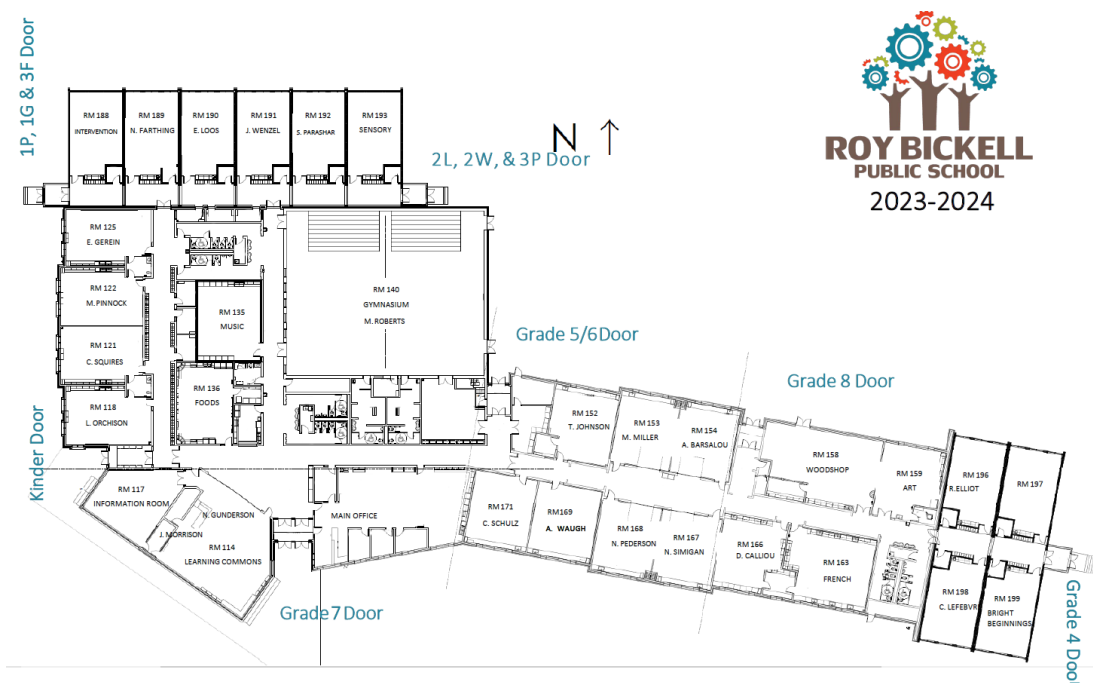 1P, 1G & 3F Door
ROY BICKELL
PUBLIC SCHOOL
2023-2024
N ↑
2L, 2W, & 3P Door
RM 188
INTERVENTION
RM 189
N. FARTHING
RM 190
E. LOOS
RM 191
J. WENZEL
RM 192
S. PARASHAR
RM 193
SENSORY
RM 125
E. GEREIN
RM 122
M. PINNOCK
RM 121
C. SQUIRES
RM 118
L. ORCHISON
RM 135
MUSIC
RM 136
FOODS
RM 140
GYMNASIUM
M. ROBERTS
Grade 5/6Door
Grade 8 Door
Kinder Door
RM 152
T. JOHNSON
RM 153
M. MILLER
RM 154
A. BARSALOU
RM 158
WOODSHOP
RM 159
ART
RM 196
R.ELLIOT
RM 197
RM 117
INFORMATION ROOM
N. GUNDERSON
J. MORRISON
RM 114
LEARNING COMMONS
MAIN OFFICE
RM 171
C. SCHULZ
RM169
A. WAUGH
RM 168
N. PEDERSON
RM 167
N. SIMIGAN
RM 166
D. CALLIOU
RM 163
FRENCH
RM 198
C. LEFEBVR
RM 199
BRIGHT
BEGINNINGS
Grade 7 Door
Grade 4 Door